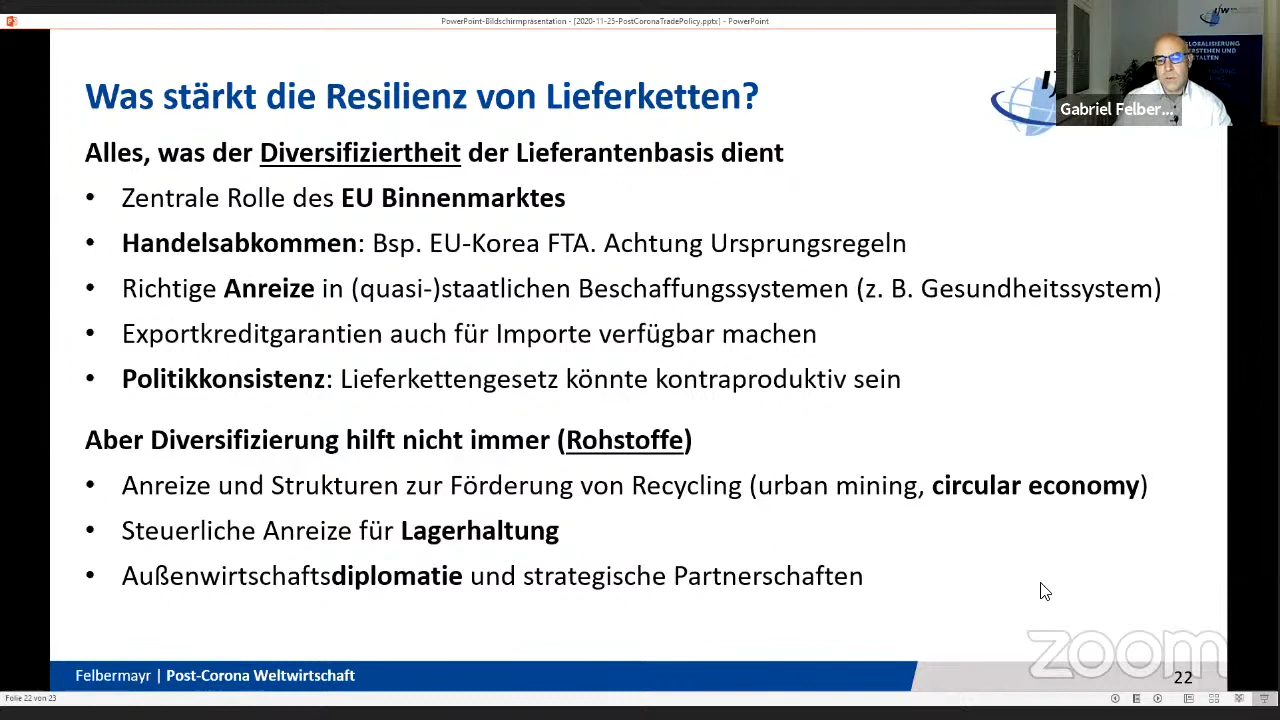 PowerPoint-Bildschirmpräsentation - [2020-11-25-PostCoronaTradePolicy.pptx] - PowerPoint
GLOBALISIERUNG
VERSTEHEN UND
GESTALTEN
Gabriel Felber...
Was stärkt die Resilienz von Lieferketten?
Alles, was der Diversifiziertheit der Lieferantenbasis dient
• Zentrale Rolle des EU Binnenmarktes
• Handelsabkommen: Bsp. EU-Korea FTA. Achtung Ursprungsregeln
• Richtige Anreize in (quasi-)staatlichen Beschaffungssystemen (z. B. Gesundheitssystem)
• Exportkreditgarantien auch für Importe verfügbar machen
• Politikkonsistenz: Lieferkettengesetz könnte kontraproduktiv sein
Aber Diversifizierung hilft nicht immer (Rohstoffe)
• Anreize und Strukturen zur Förderung von Recycling (urban mining, circular economy)
• Steuerliche Anreize für Lagerhaltung
• Außenwirtschaftsdiplomatie und strategische Partnerschaften
zoom
Felbermayr | Post-Corona Weltwirtschaft
22
Folie 22 von 23